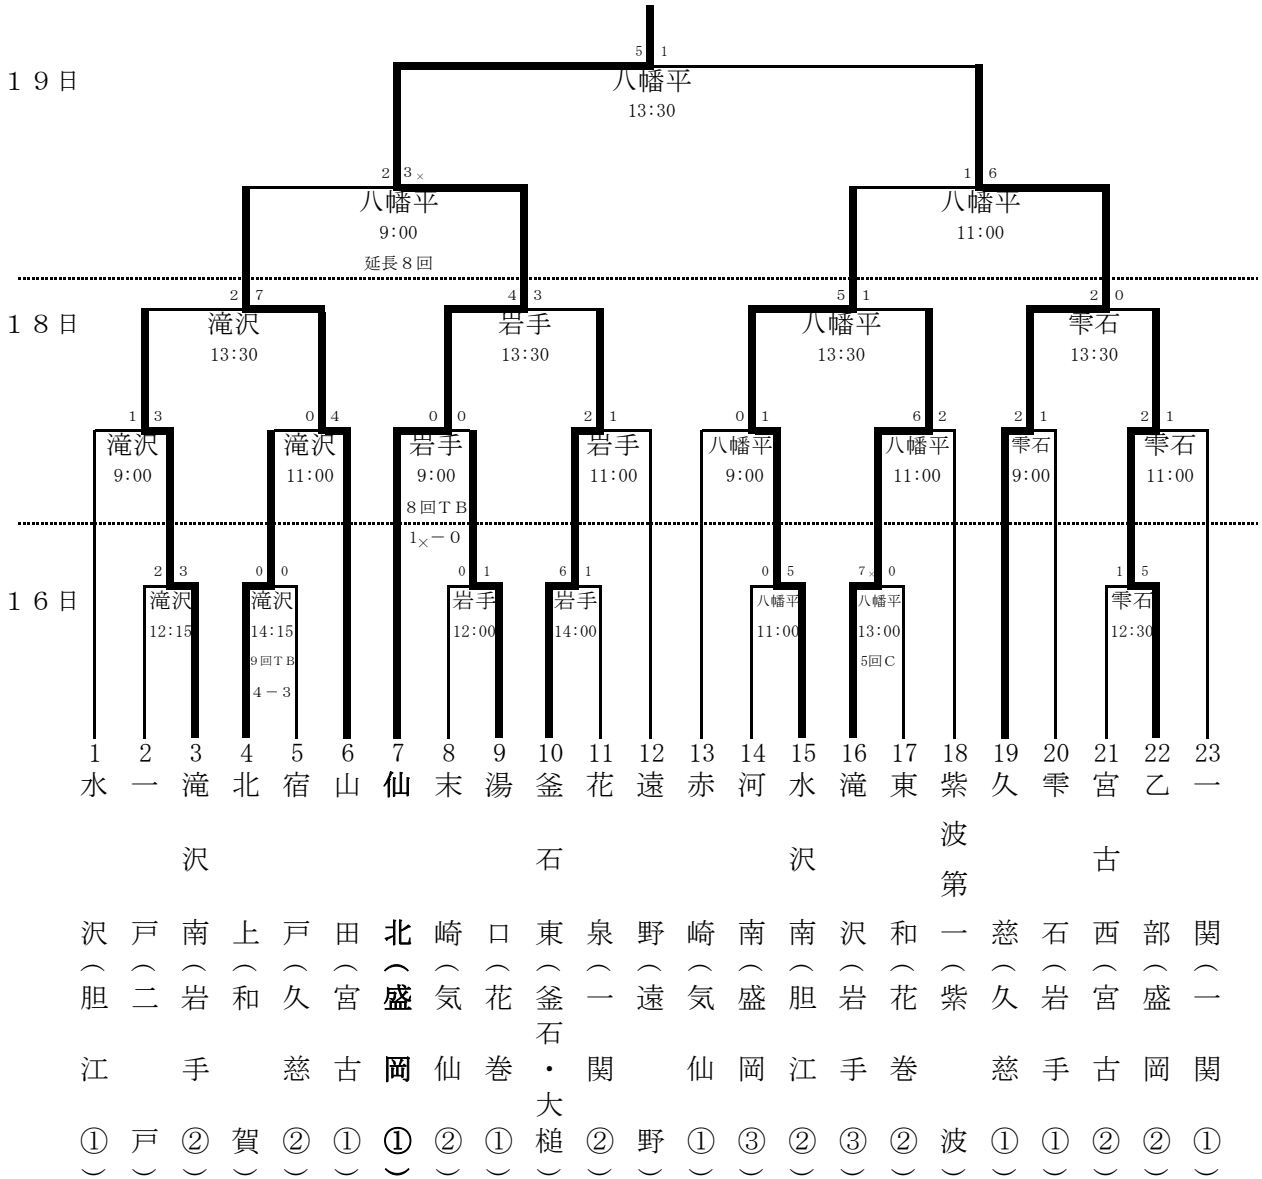 5 1
19日
八幡平
13:30
2 3× 1 6
八幡平 八幡平
9:00 11:00
延長８回
2 7 4 3 5 1 2 0
18日
滝沢 岩手 八幡平 雫石
13:30 13:30 13:30 13:30
1 3 0 4 0 0 2 1 0 1 6 2 2 1 2 1
滝沢 滝沢 岩手 岩手 八幡平 八幡平 雫石 雫石
9:00 11:00 9:00 11:00 9:00 11:00 9:00 11:00
８回ＴＢ
1×－０
2 3 0 0 0 1 6 1 0 5 7× 0 1 5
16日
滝沢 滝沢 岩手 岩手 八幡平 八幡平 雫石
12:15 14:15 12:00 14:00 11:00 13:00 12:30
９回ＴＢ 5回Ｃ
４－３
1 水沢（胆江①）
2 一戸（二戸）
3 滝沢南（岩手②）
4 北上（和賀）
5 宿戸（久慈②）
6 山田（宮古①）
7 仙北（盛岡①）
8 末崎（気仙②）
9 湯口（花巻①）
10 釜石東（釜石・大槌）
11 花泉（一関②）
12 遠野（遠野）
13 赤崎（気仙①）
14 河南（盛岡③）
15 水沢南（胆江②）
16 滝沢（岩手③）
17 東和（花巻②）
18 紫波第一（紫波）
19 久慈（久慈①）
20 雫石（岩手①）
21 宮古西（宮古②）
22 乙部（盛岡②）
23 一関（一関①）